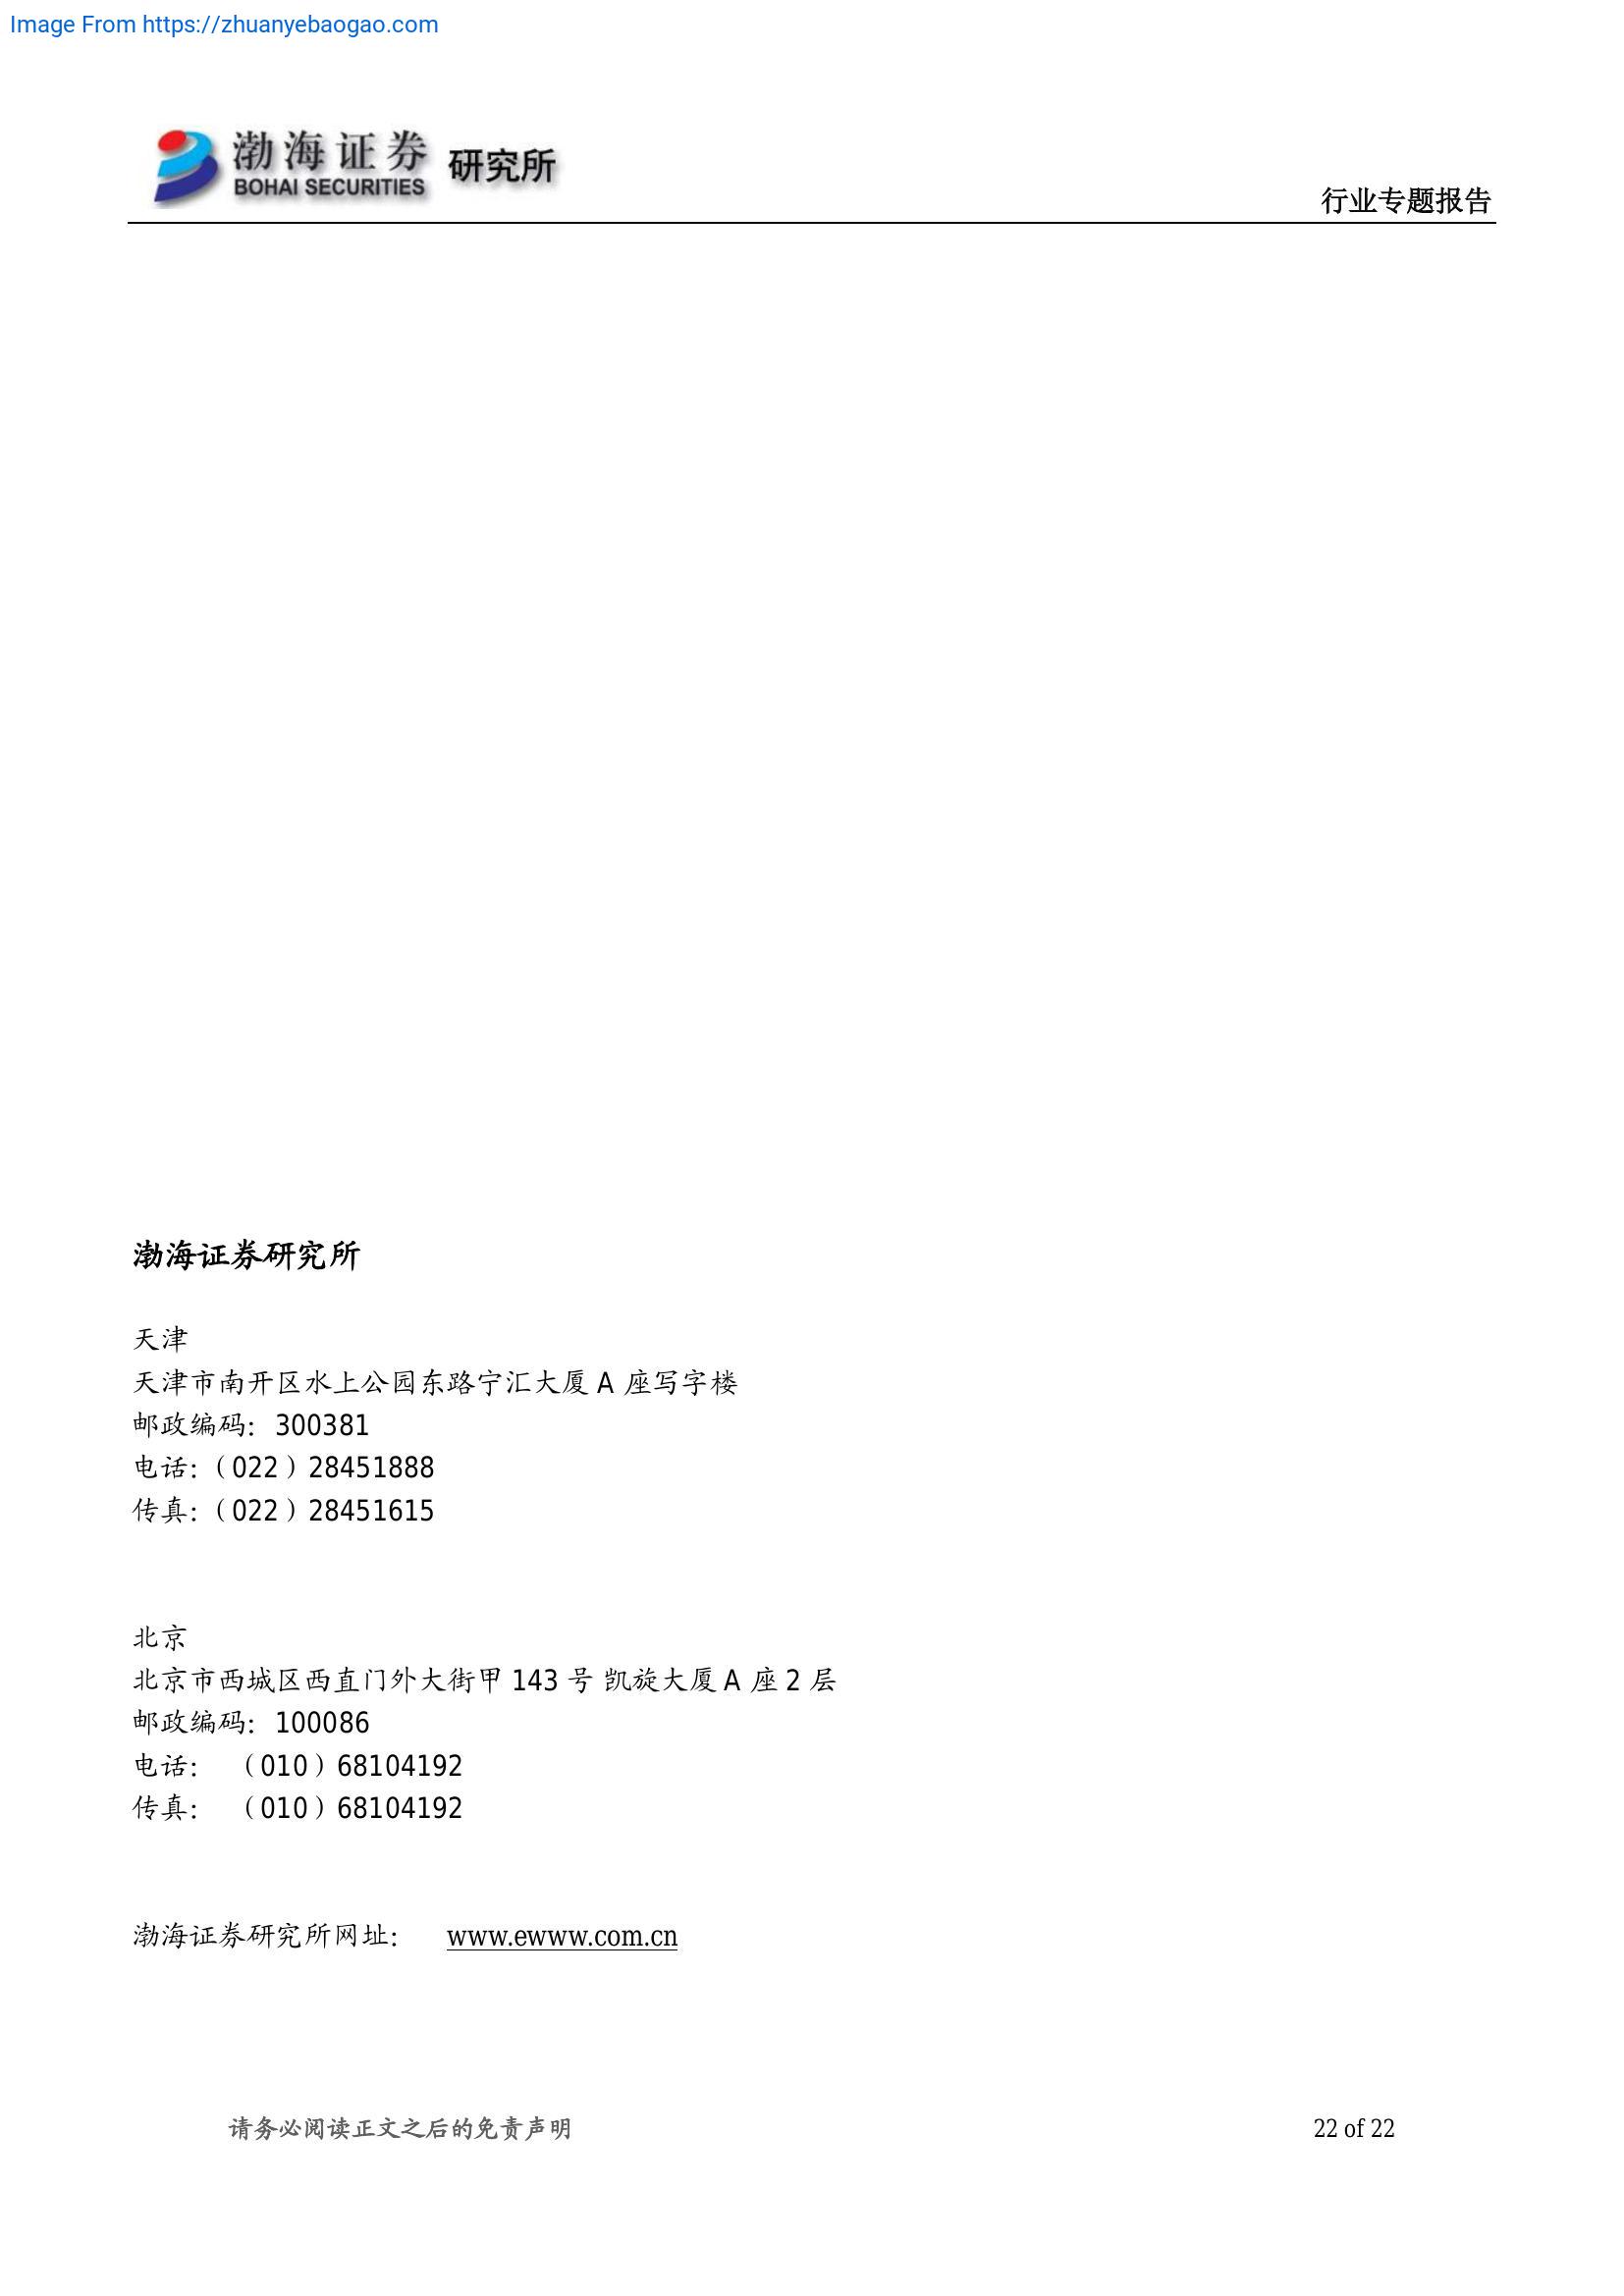 Image From https://zhuanyebaogao.com
渤海证券
BOHAI SECURITIES
研究所
行业专题报告
渤海证券研究所
天津
天津市南开区水上公园东路宁汇大厦 A 座写字楼
邮政编码：300381
电话：（022）28451888
传真：（022）28451615
北京
北京市西城区西直门外大街甲 143 号 凯旋大厦 A 座 2 层
邮政编码：100086
电话： （010）68104192
传真： （010）68104192
渤海证券研究所网址： www.ewww.com.cn
请务必阅读正文之后的免责声明 22 of 22